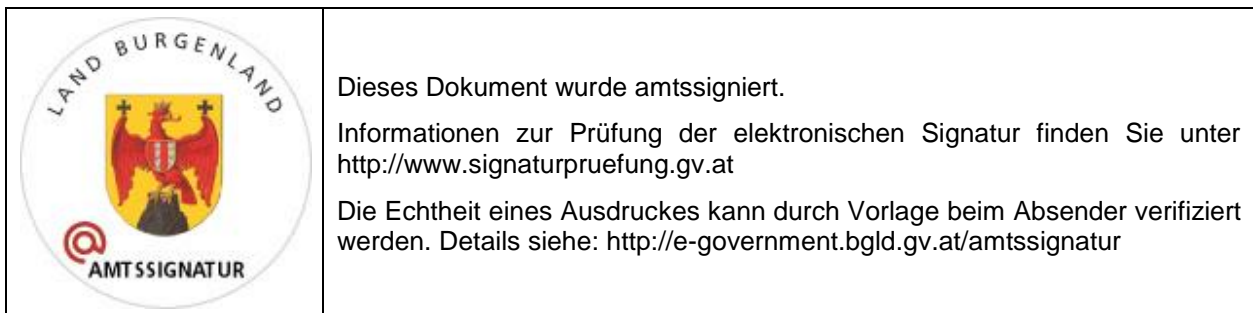 LAND BURGENLAND
@
AMTSSIGNATUR
Dieses Dokument wurde amtssigniert.
Informationen zur Prüfung der elektronischen Signatur finden Sie unter
http://www.signaturpruefung.gv.at
Die Echtheit eines Ausdruckes kann durch Vorlage beim Absender verifiziert
werden. Details siehe: http://e-government.bgld.gv.at/amtssignatur